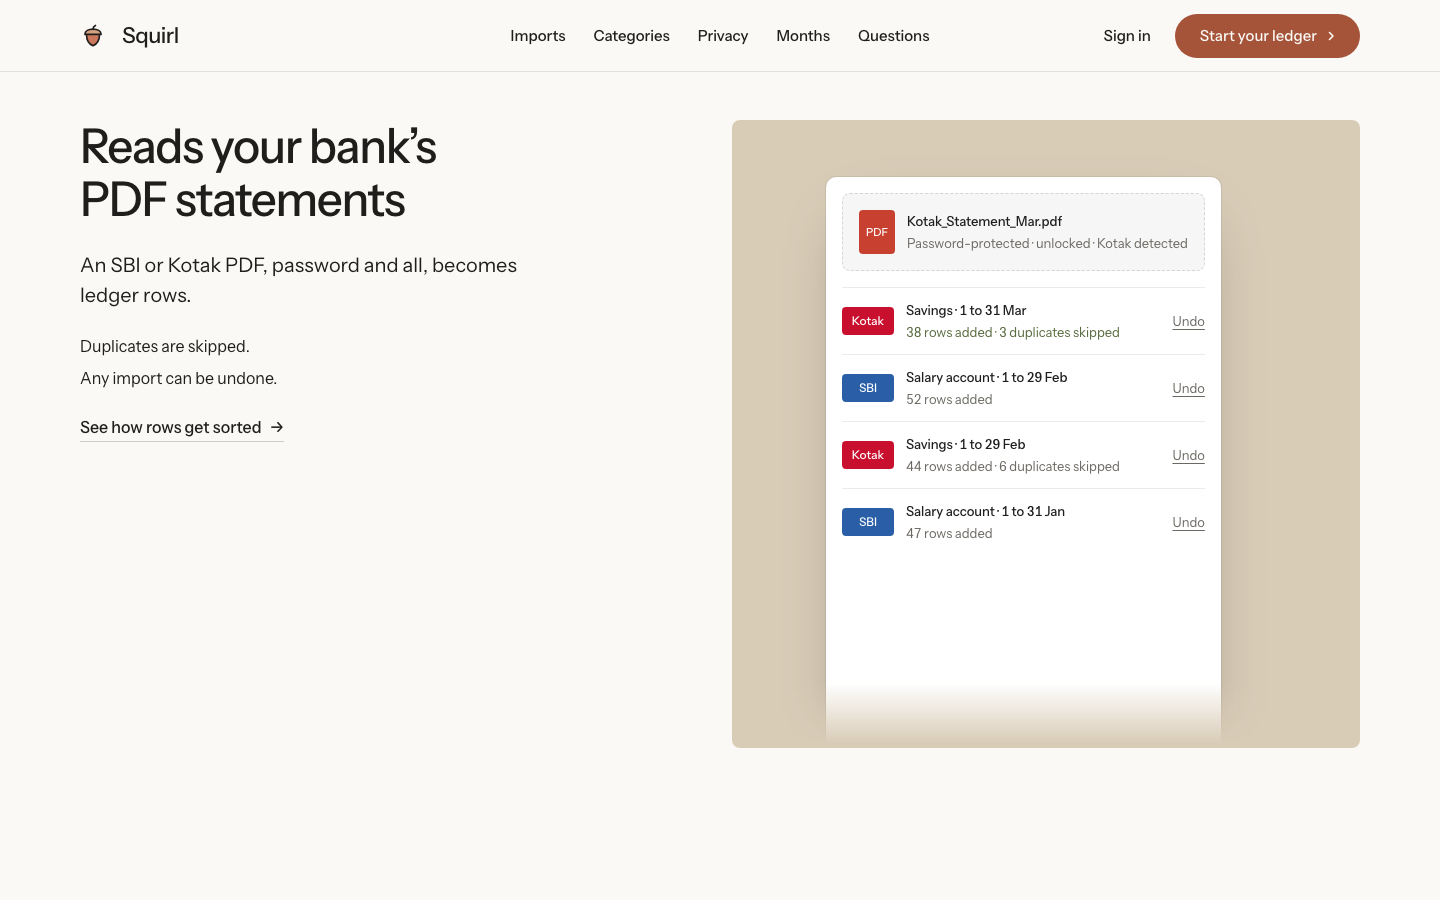 Squirl
Imports
Categories
Privacy
Months
Questions
Sign in
Start your ledger
Reads your bank’s
PDF statements
An SBI or Kotak PDF, password and all, becomes
ledger rows.
Duplicates are skipped.
Any import can be undone.
See how rows get sorted
PDF
Kotak_Statement_Mar.pdf
Password-protected · unlocked · Kotak detected
Kotak
Savings · 1 to 31 Mar
38 rows added · 3 duplicates skipped
Undo
SBI
Salary account · 1 to 29 Feb
52 rows added
Undo
Kotak
Savings · 1 to 29 Feb
44 rows added · 6 duplicates skipped
Undo
SBI
Salary account · 1 to 31 Jan
47 rows added
Undo